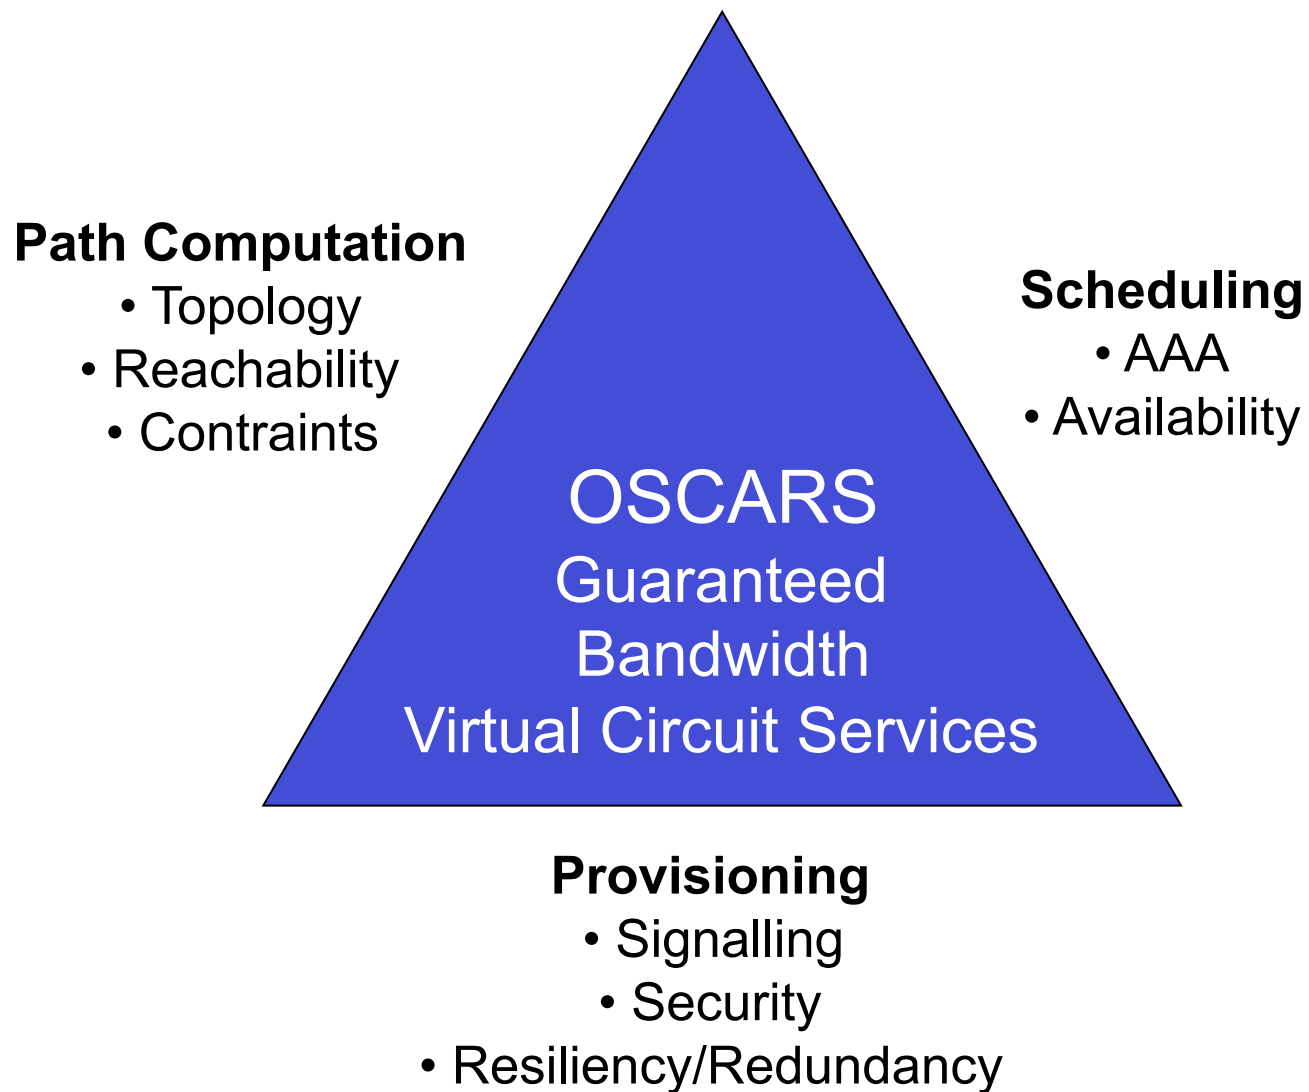 Path Computation
• Topology
• Reachability
• Contraints
Scheduling
• AAA
• Availability
OSCARS
Guaranteed
Bandwidth
Virtual Circuit Services
Provisioning
• Signalling
• Security
• Resiliency/Redundancy